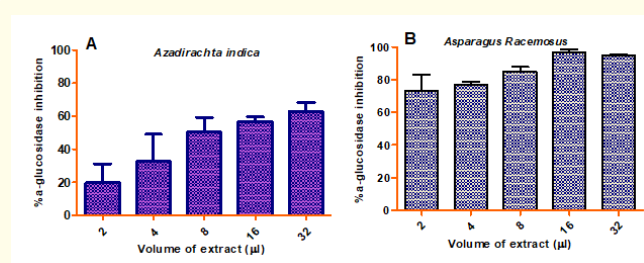 A
Azadirachta indica
%a-glucosidase inhibition
100
80
60
40
20
0
2
4
8
16
32
Volume of extract (µl)
B
Asparagus Racemosus
%a-glucosidase inhibition
100
80
60
40
20
0
2
4
8
16
32
Volume of extract (µl)